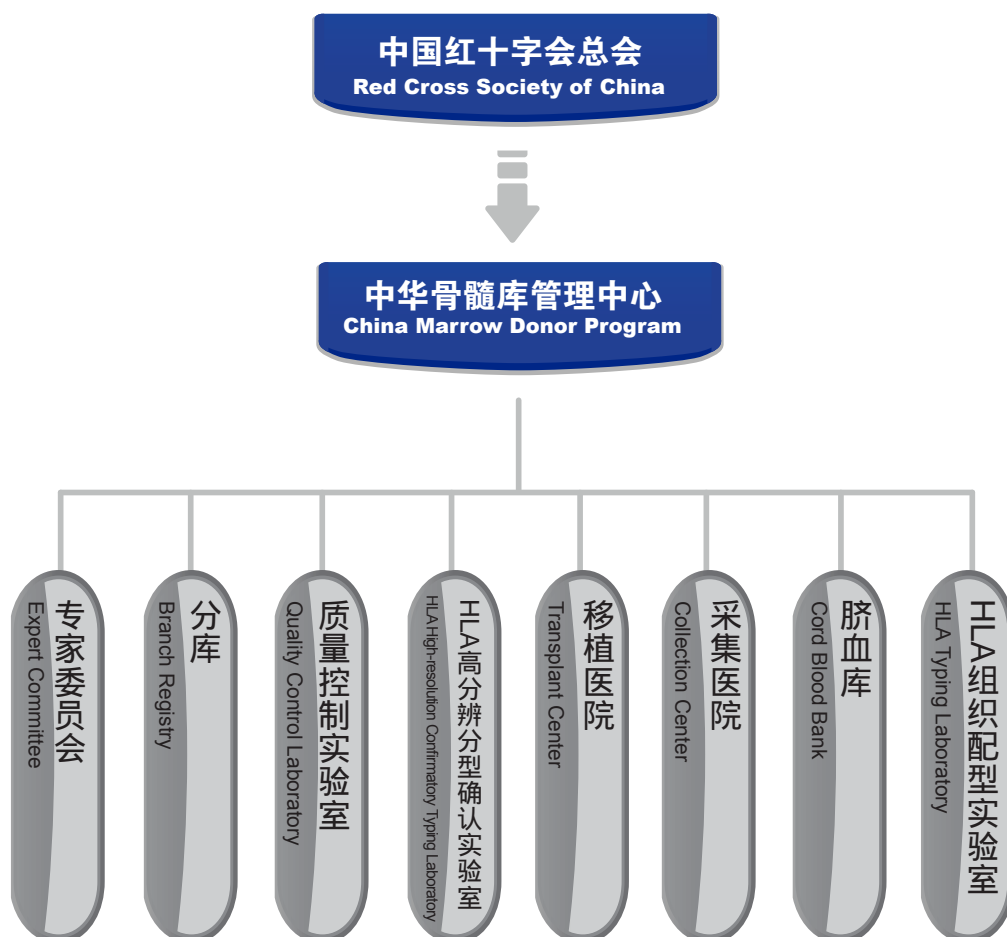 中国红十字会总会
Red Cross Society of China
中华骨髓库管理中心
China Marrow Donor Program
专家委员会
Expert Committee
分库
Branch Registry
质量控制实验室
Quality Control Laboratory
HLA高分辨分型确认实验室
HLA High-resolution Confirmatory Typing Laboratory
移植医院
Transplant Center
采集医院
Collection Center
脐血库
Cord Blood Bank
HLA组织配型实验室
HLA Typing Laboratory